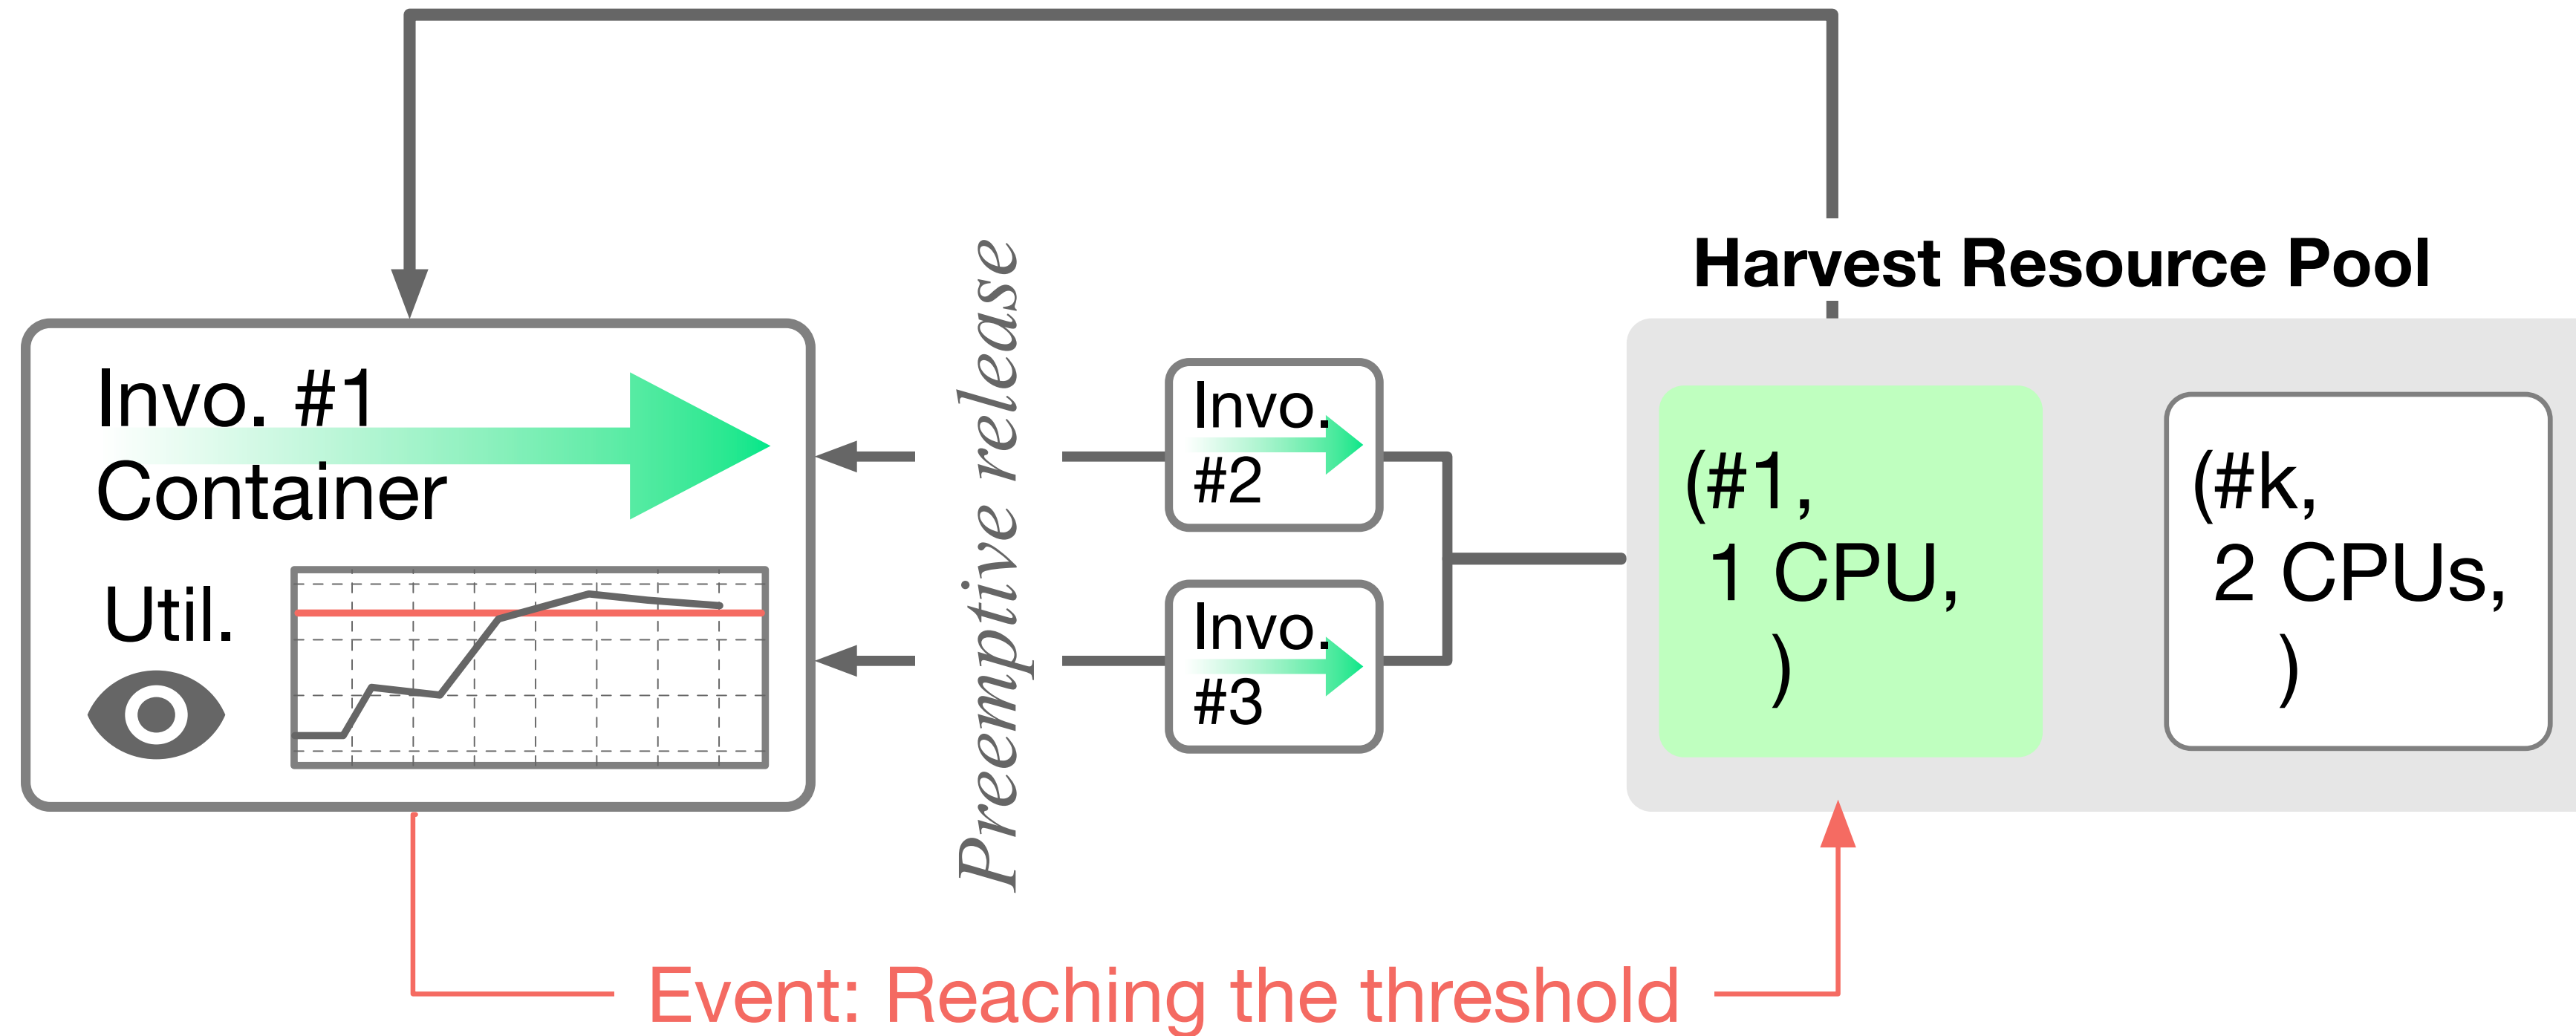 Harvest Resource Pool
Invo. #1
Container
Util.
Preemptive release
Invo.
#2
Invo.
#3
(#1,
1 CPU,
)
(#k,
2 CPUs,
)
Event: Reaching the threshold